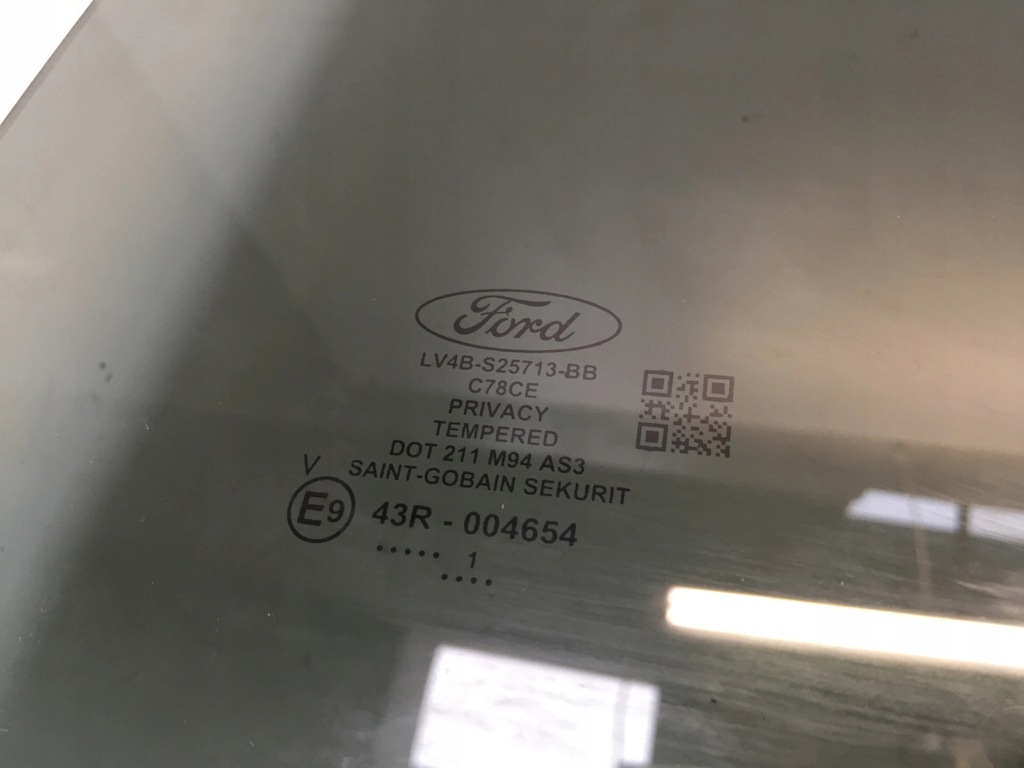 Ford
LV4B-S25713-BB
C78CE
PRIVACY
TEMPERED
DOT 211 M94 AS3
V SAINT-GOBAIN SEKURIT
E9 43R - 004654
..... 1
....